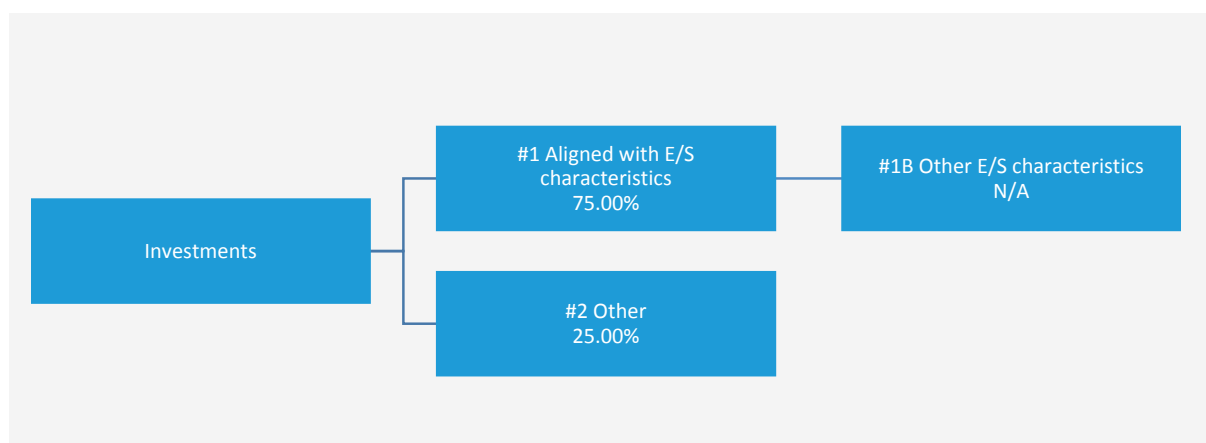 Investments
#1 Aligned with E/S
characteristics
75.00%
#1B Other E/S characteristics
N/A
#2 Other
25.00%